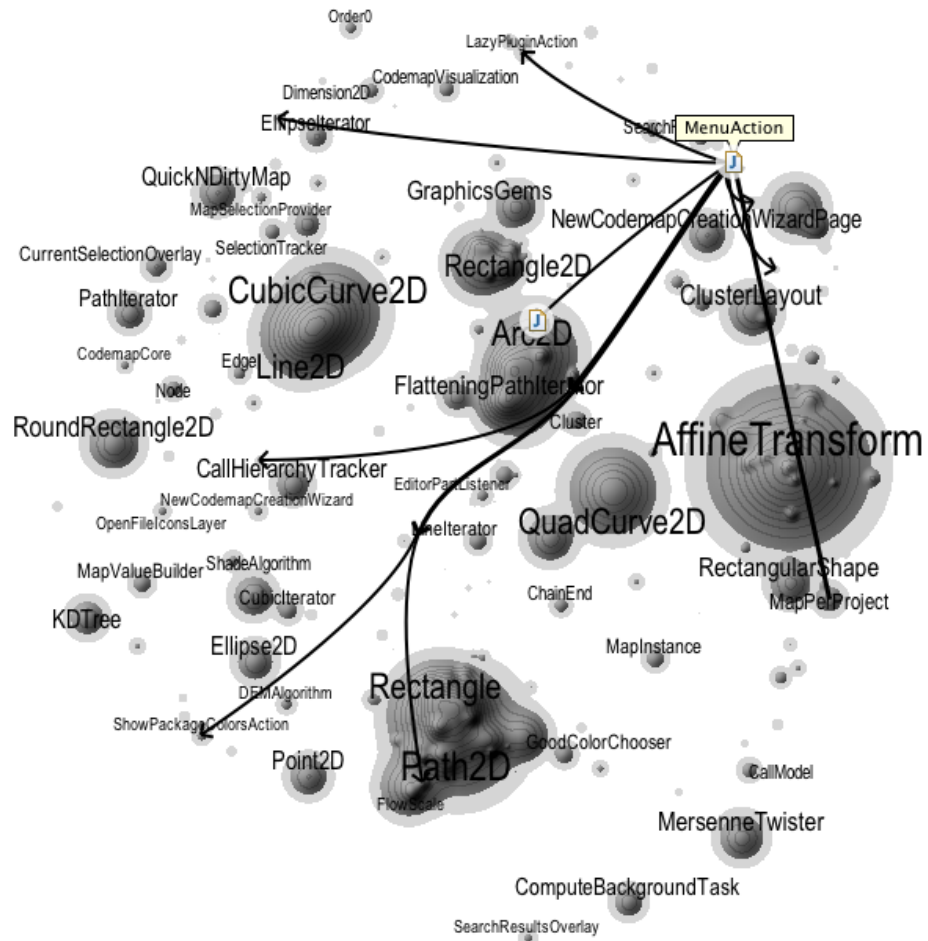 Order0
LazyPluginAction
CodemapVisualization
Dimension2D
EllipseIterator
MenuAction
QuickNDirtyMap
GraphicsGems
MapSelectionProvider
NewCodemapCreationWizardPage
SelectionTracker
CurrentSelectionOverlay
Rectangle2D
CubicCurve2D
ClusterLayout
PathIterator
Arc2D
CodemapCore
Edge
Line2D
Node
FlatteningPathIterator
Cluster
RoundRectangle2D
AffineTransform
CallHierarchyTracker
EditorPartListener
NewCodemapCreationWizard
OpenFileIconsLayer
QuadCurve2D
LineIterator
ShadeAlgorithm
MapValueBuilder
RectangularShape
CubicIterator
ChainEnd
MapPerProject
KDTree
Ellipse2D
MapInstance
DEMAlgorithm
Rectangle
ShowPackageColorsAction
GoodColorChooser
Point2D
Path2D
CallModel
FlowScale
MersenneTwister
ComputeBackgroundTask
SearchResultsOverlay